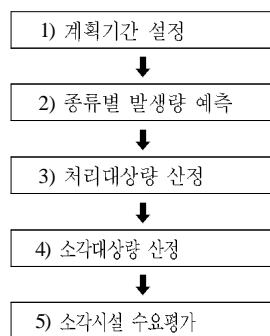 1) 계획기간 설정
2) 종류별 발생량 예측
3) 처리대상량 산정
4) 소각대상량 산정
5) 소각시설 수요평가